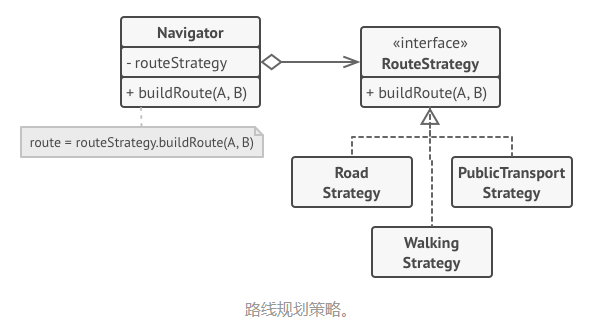 Navigator
- routeStrategy
+ buildRoute(A, B)
route = routeStrategy.buildRoute(A, B)
«interface»
RouteStrategy
+ buildRoute(A, B)
Road
Strategy
PublicTransport
Strategy
Walking
Strategy
路线规划策略。